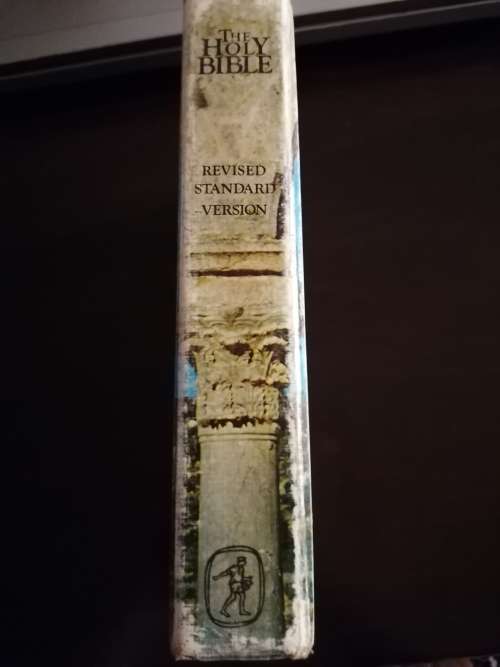 THE
HOLY
BIBLE
REVISED
STANDARD
VERSION